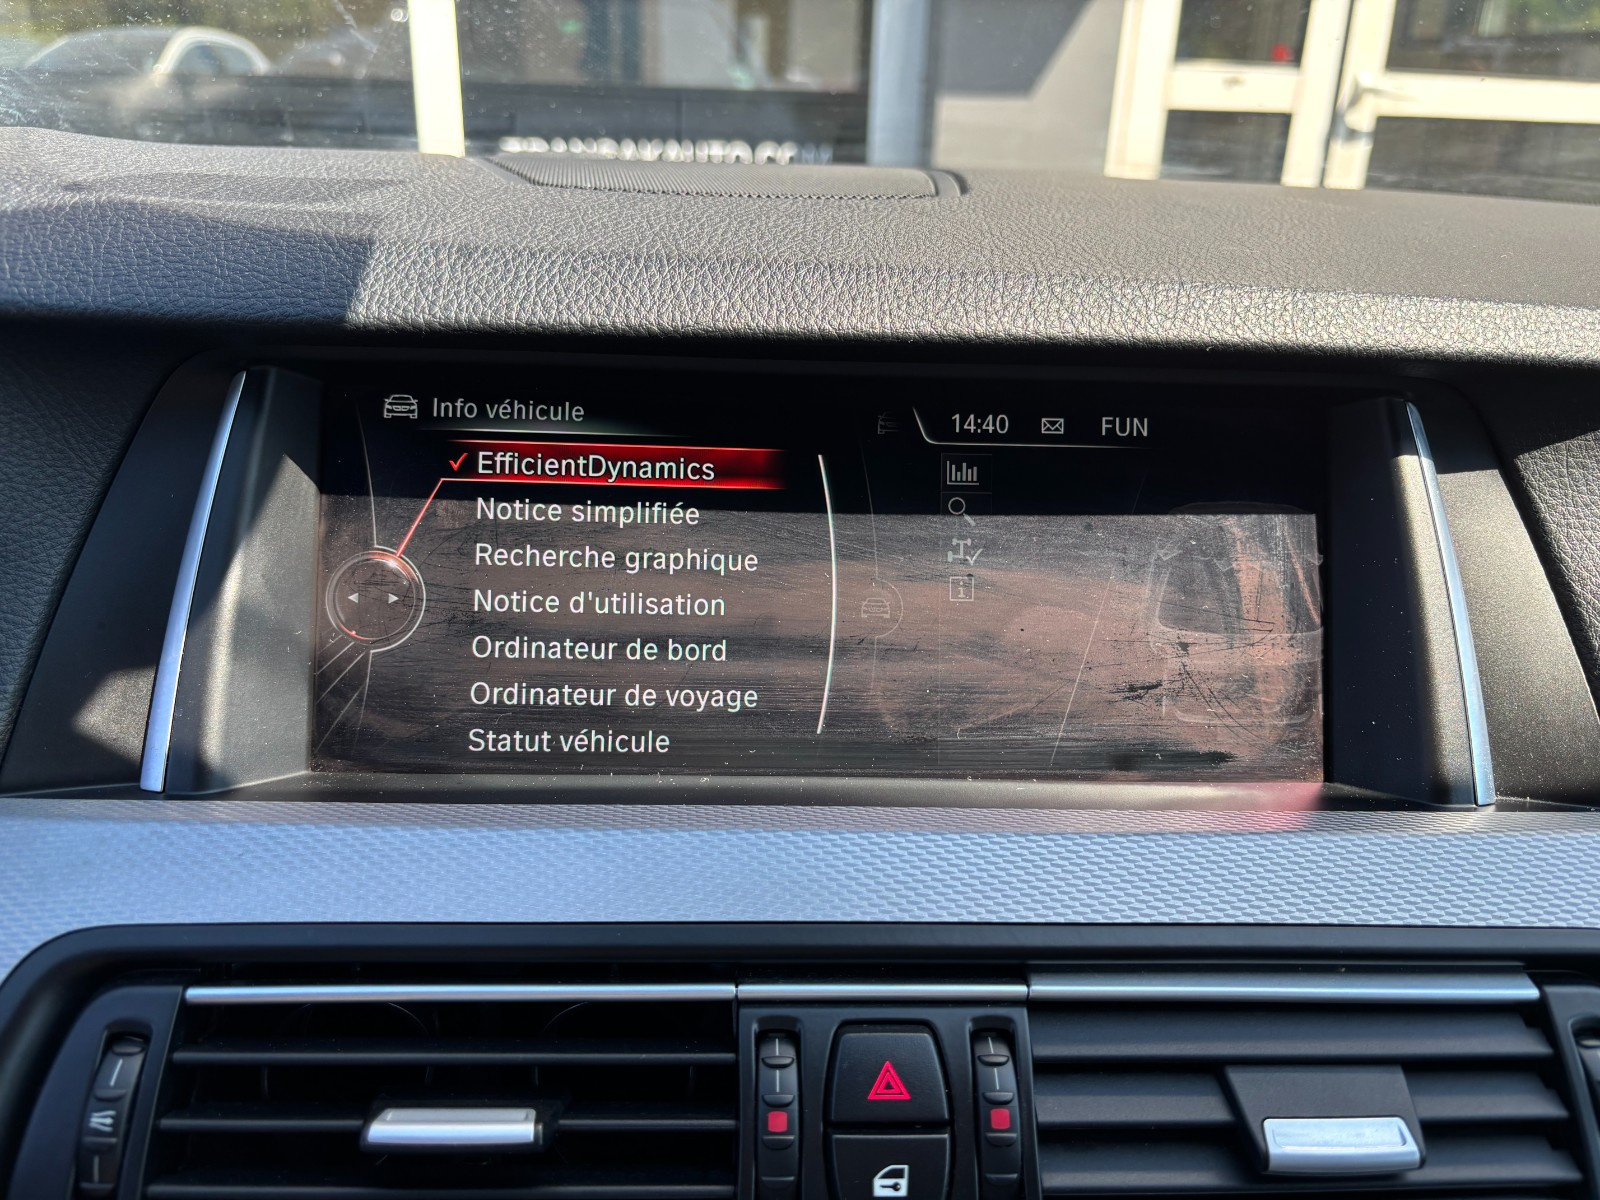 Info véhicule
14:40 FUN
EfficientDynamics
Notice simplifiée
Recherche graphique
Notice d'utilisation
Ordinateur de bord
Ordinateur de voyage
Statut véhicule